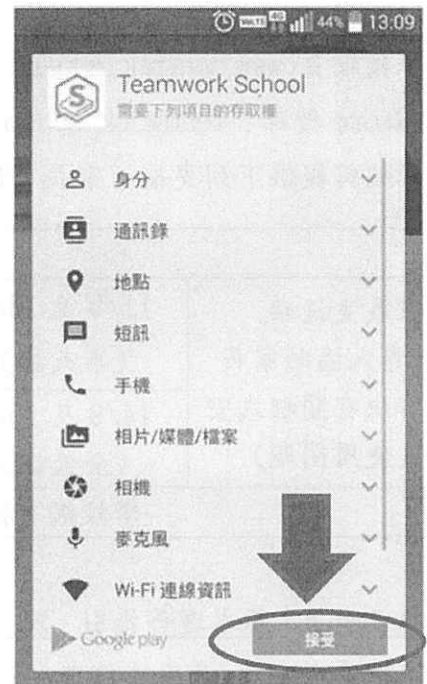 44% 13:09
Teamwork School
需要下列項目的存取權
身分
通訊錄
地點
短訊
手機
相片/媒體/檔案
相機
麥克風
Wi-Fi 連線資訊
Google play
接受